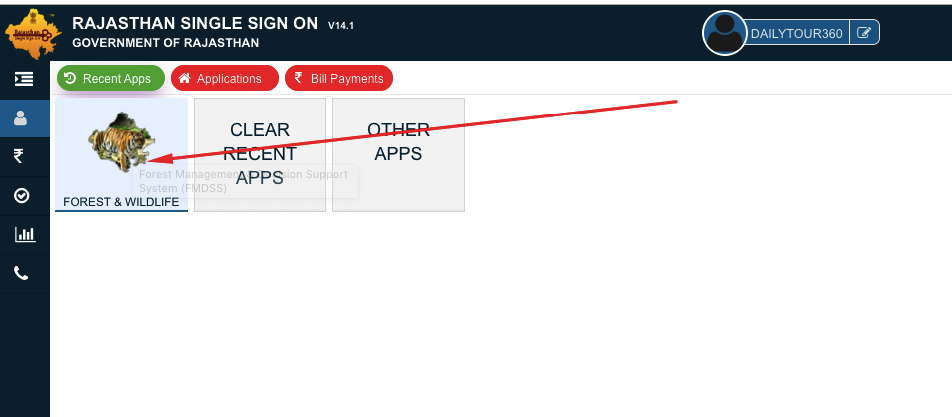 RAJASTHAN SINGLE SIGN ON V14.1
GOVERNMENT OF RAJASTHAN
DAILYTOUR360
Recent Apps
Applications
₹ Bill Payments
FOREST & WILDLIFE
CLEAR
RECENT
APPS
OTHER
APPS
Forest Management & Decision Support
System (FMDSS)
₹